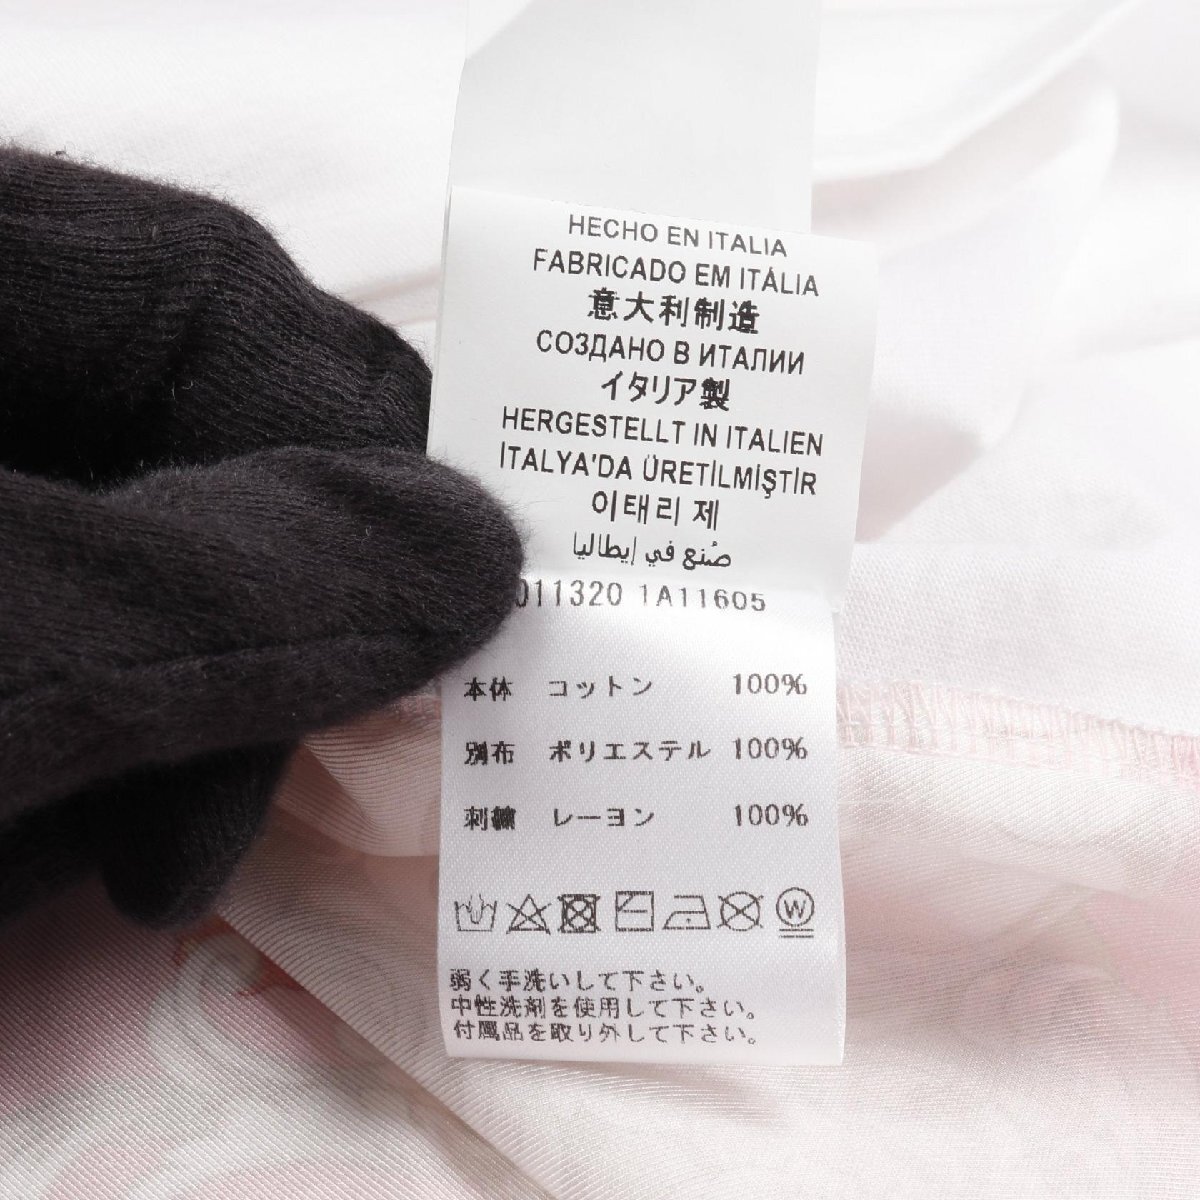 HECHO EN ITALIA
FABRICADO EM ITÁLIA
意大利制造
СОЗДАНО В ИТАЛИИ
イタリア製
HERGESTELLT IN ITALIEN
İTALYA'DA ÜRETİLMİŞTİR
이태리 제
صُنع في إيطاليا
011320 1A11605
本体 コットン 100%
別布 ポリエステル 100%
刺繍 レーヨン 100%
W
弱く手洗いして下さい。
中性洗剤を使用して下さい。
付属品を取り外して下さい。